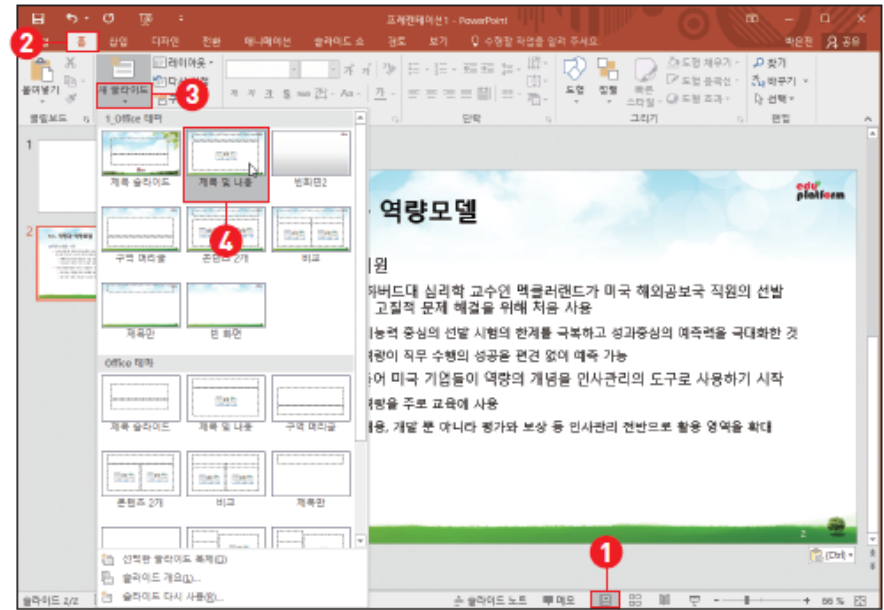 프레젠테이션1 - PowerPoint
2
홈 삽입 디자인 전환 애니메이션 슬라이드 쇼 검토 보기 수행할 작업을 알려 주세요.
박은진 공유
붙여넣기
새 슬라이드
레이아웃
3
도형 정렬 빠른 스타일
도형 채우기
도형 윤곽선
도형 효과
찾기
바꾸기
선택
클립보드
단락
그리기
편집
1_Office 테마
제목 슬라이드 제목 및 내용 빈화면2
4
구역 머리글 콘텐츠 2개 비교
제목만 빈 화면
Office 테마
제목 슬라이드 제목 및 내용 구역 머리글
콘텐츠 2개 비교 제목만
선택한 슬라이드 복제(D)
슬라이드 개요(L)...
슬라이드 다시 사용(R)...
1
2
edu
platform
역량모델
하버드대 심리학 교수인 맥클러랜드가 미국 해외공보국 직원의 선발
고질적 문제 해결을 위해 처음 사용
능력 중심의 선발 시험의 한계를 극복하고 성과중심의 예측력을 극대화한 것
역량이 직무 수행의 성공을 편견 없이 예측 가능
어 미국 기업들이 역량의 개념을 인사관리의 도구로 사용하기 시작
역량을 주로 교육에 사용
채용, 개발 뿐 아니라 평가와 보상 등 인사관리 전반으로 활용 영역을 확대
2
(Ctrl)
1
슬라이드 2/2
슬라이드 노트 메모
66 %